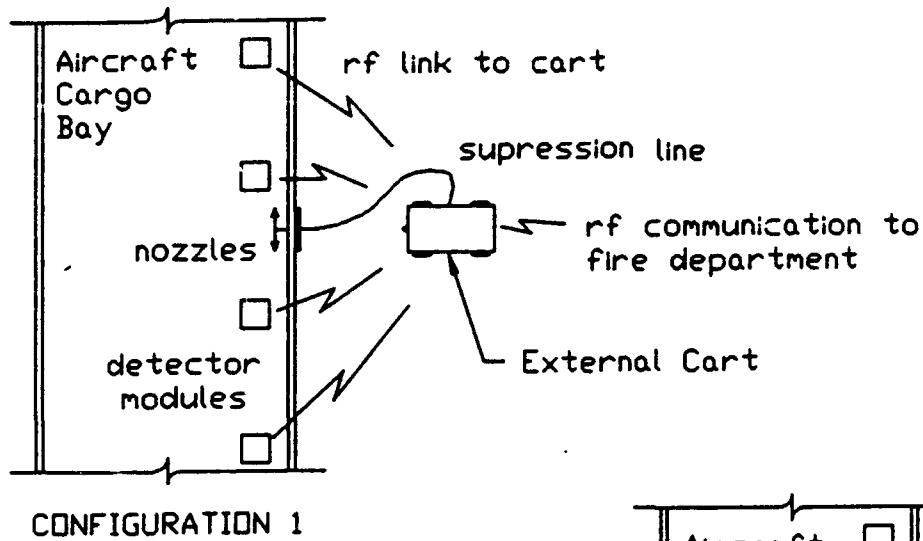 Aircraft
Cargo
Bay
rf link to cart
supression line
nozzles
rf communication to
fire department
detector
modules
External Cart
CONFIGURATION 1
Aircraft